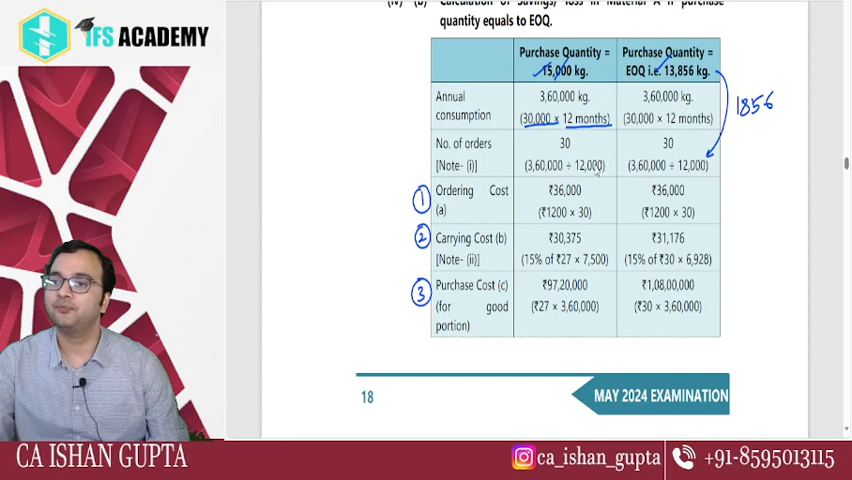 IFS ACADEMY
(iv) (b) Calculation of Savings/ loss in Material A if purchase
quantity equals to EOQ.
Purchase Quantity = Purchase Quantity =
15,000 kg. EOQ i.e. 13,856 kg.
Annual 3,60,000 kg. 3,60,000 kg.
consumption (30,000 × 12 months) (30,000 × 12 months)
1856
No. of orders 30 30
[Note- (i)] (3,60,000 ÷ 12,000) (3,60,000 ÷ 12,000)
1 Ordering Cost ₹36,000 ₹36,000
(a) (₹1200 × 30) (₹1200 × 30)
2 Carrying Cost (b) ₹30,375 ₹31,176
[Note- (ii)] (15% of ₹27 × 7,500) (15% of ₹30 × 6,928)
3 Purchase Cost (c) ₹97,20,000 ₹1,08,00,000
(for good (₹27 × 3,60,000) (₹30 × 3,60,000)
portion)
18 MAY 2024 EXAMINATION
CA ISHAN GUPTA ca_ishan_gupta +91-8595013115